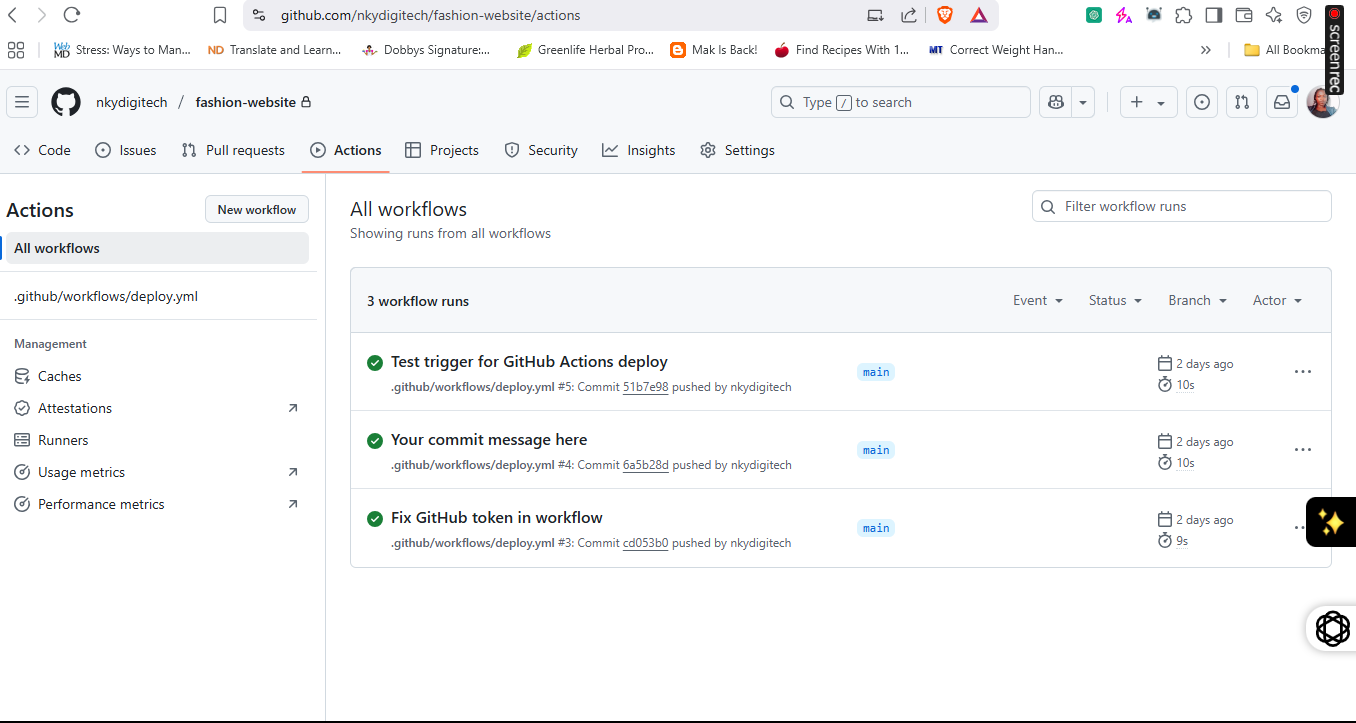 github.com/nkydigitech/fashion-website/actions
Web MD Stress: Ways to Man... ND Translate and Learn... Dobbys Signature:... Greenlife Herbal Pro... Mak Is Back! Find Recipes With 1... MT Correct Weight Han... » All Bookma
screenrec
nkydigitech / fashion-website Type / to search
Code Issues Pull requests Actions Projects Security Insights Settings
Actions New workflow
All workflows
.github/workflows/deploy.yml
Management
Caches
Attestations
Runners
Usage metrics
Performance metrics
All workflows Filter workflow runs
Showing runs from all workflows
3 workflow runs Event Status Branch Actor
Test trigger for GitHub Actions deploy main 2 days ago
.github/workflows/deploy.yml #5: Commit 51b7e98 pushed by nkydigitech 10s
Your commit message here main 2 days ago
.github/workflows/deploy.yml #4: Commit 6a5b28d pushed by nkydigitech 10s
Fix GitHub token in workflow main 2 days ago
.github/workflows/deploy.yml #3: Commit cd053b0 pushed by nkydigitech 9s